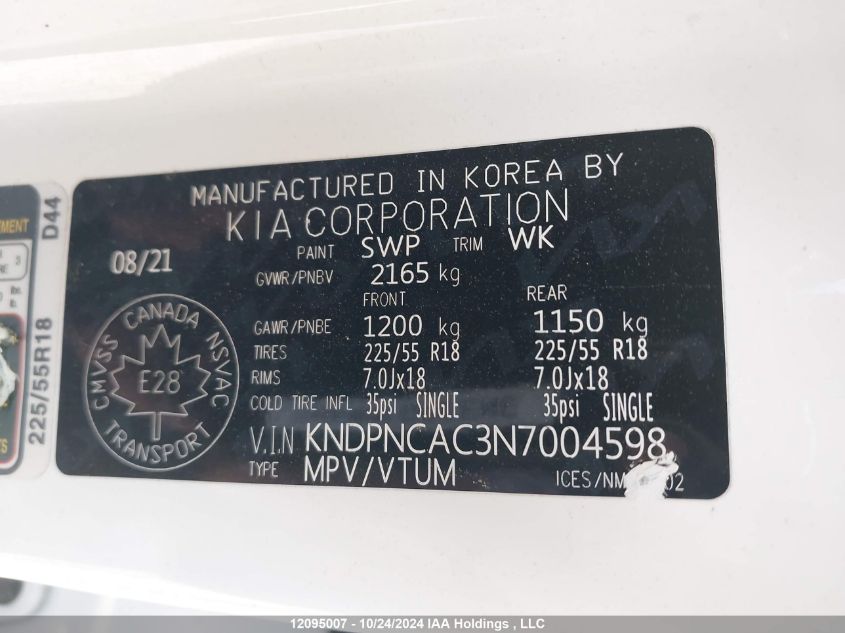 MANUFACTURED IN KOREA BY
KIA CORPORATION
PAINT SWP TRIM WK
08/21
GVWR/PNBV 2165 kg
FRONT REAR
GAWR/PNBE 1200 kg 1150 kg
TIRES 225/55 R18 225/55 R18
RIMS 7.0Jx18 7.0Jx18
COLD TIRE INFL 35psi SINGLE 35psi SINGLE
V.I.N KNDPNCAC3N7004598
TYPE MPV/VTUM
ICES/NM 02
CANADA
CMVSS NSVAC
E28
TRANSPORT
225/55R18 D44
12095007 - 10/24/2024 IAA Holdings , LLC